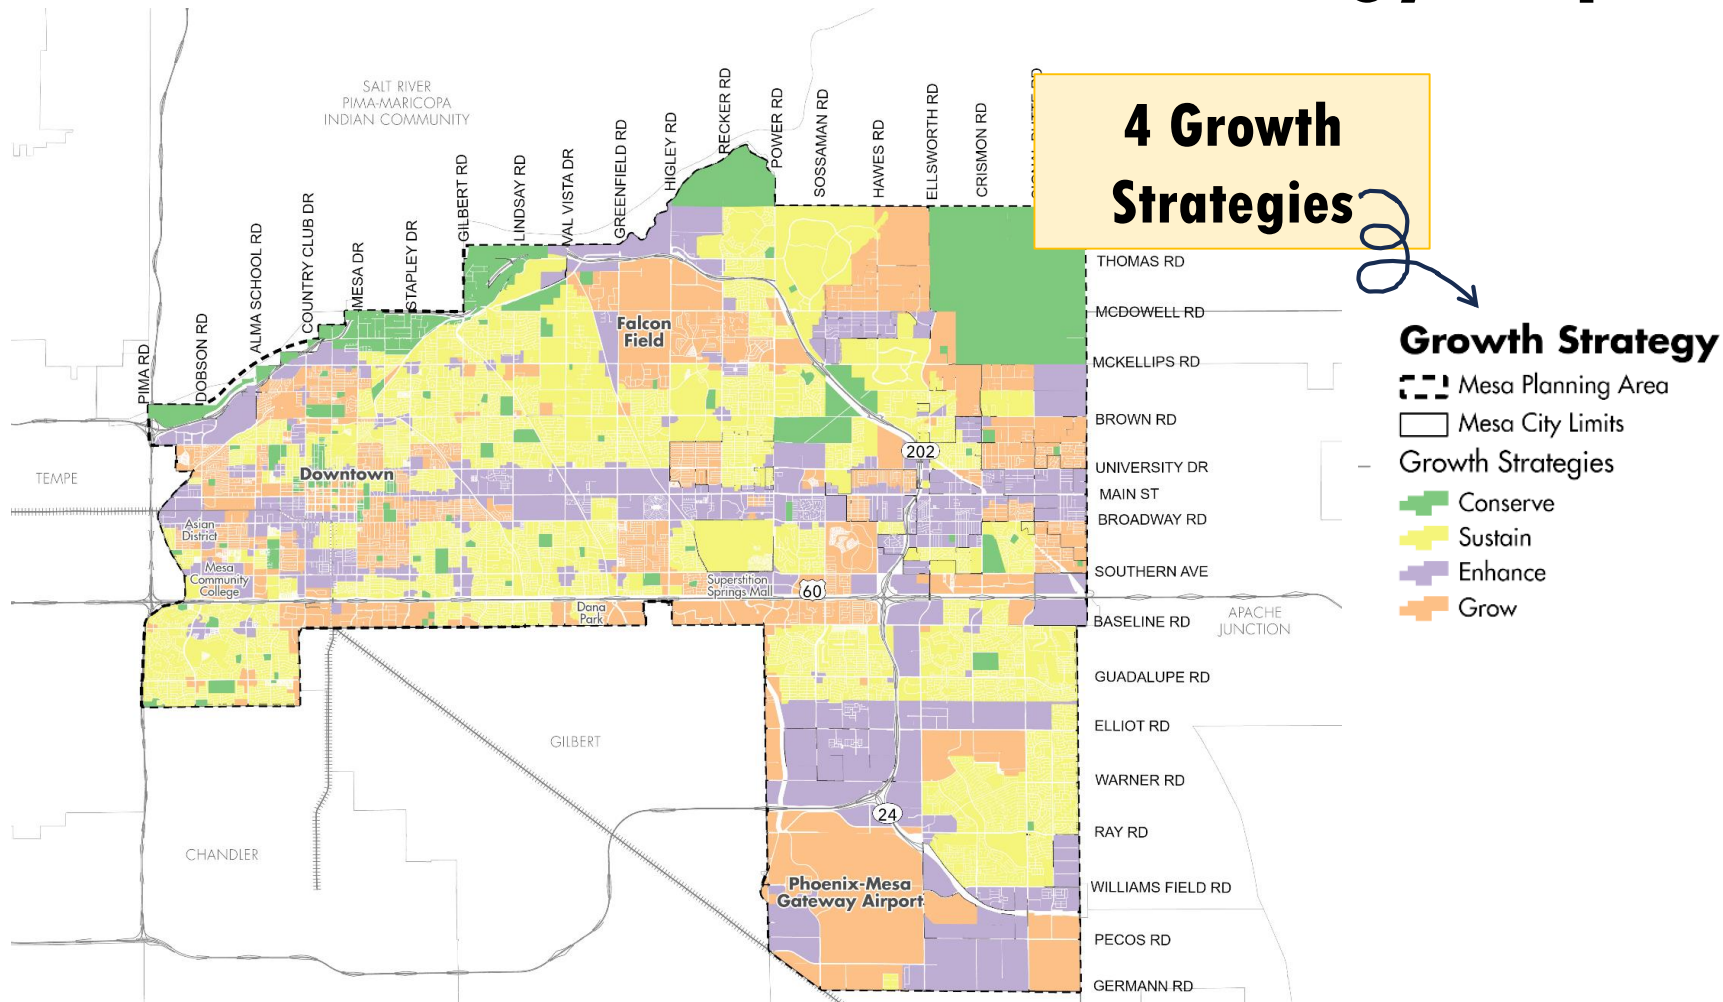 4 Growth
Strategies
SALT RIVER
PIMA-MARICOPA
INDIAN COMMUNITY
PIMA RD
DOBSON RD
ALMA SCHOOL RD
COUNTRY CLUB DR
MESA DR
STAPLEY DR
GILBERT RD
LINDSAY RD
VAL VISTA DR
GREENFIELD RD
HIGLEY RD
RECKER RD
POWER RD
SOSSAMAN RD
HAWES RD
ELLSWORTH RD
CRISMON RD
THOMAS RD
MCDOWELL RD
MCKELLIPS RD
BROWN RD
UNIVERSITY DR
MAIN ST
BROADWAY RD
SOUTHERN AVE
BASELINE RD
GUADALUPE RD
ELLIOT RD
WARNER RD
RAY RD
WILLIAMS FIELD RD
PECOS RD
GERMANN RD
Falcon
Field
Downtown
202
TEMPE
Asian
District
Mesa
Community
College
Superstition
Springs Mall
60
Dana
Park
APACHE
JUNCTION
GILBERT
CHANDLER
24
Phoenix-Mesa
Gateway Airport
Growth Strategy
Mesa Planning Area
Mesa City Limits
Growth Strategies
Conserve
Sustain
Enhance
Grow